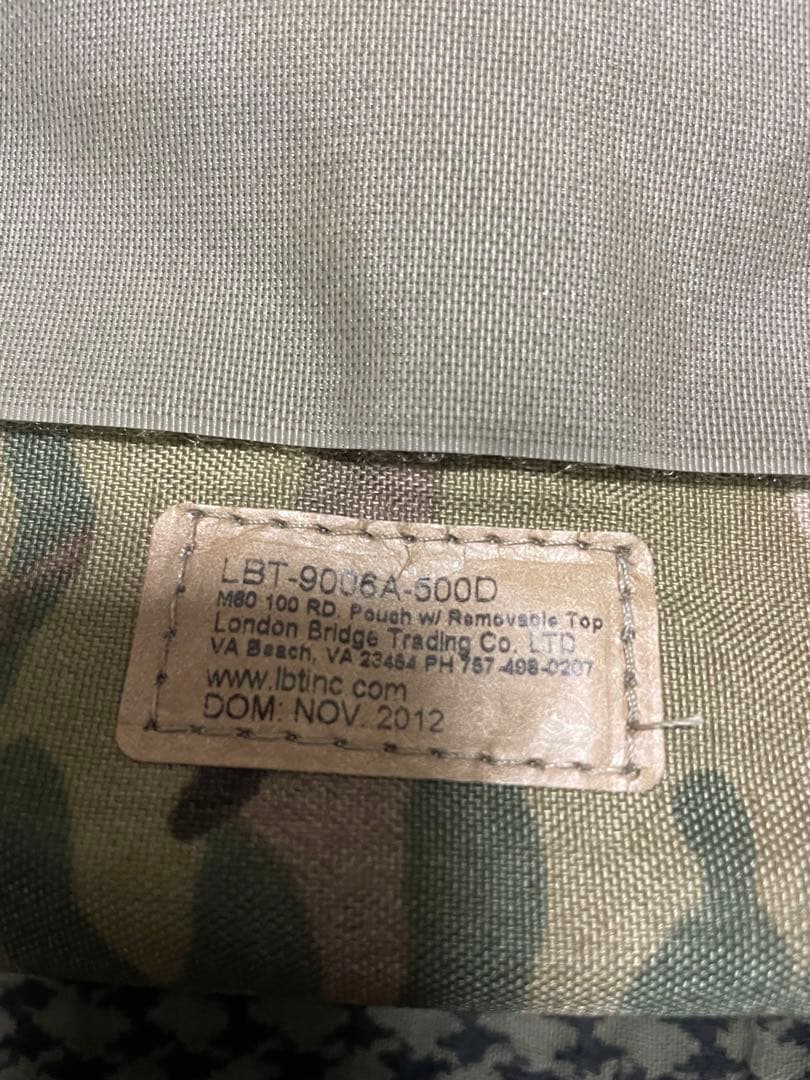 LBT-9006A-500D
M60 100 RD. Pouch w/ Removable Top
London Bridge Trading Co. LTD
VA Beach, VA 23464 PH 757-498-0207
www.lbtinc.com
DOM: NOV. 2012